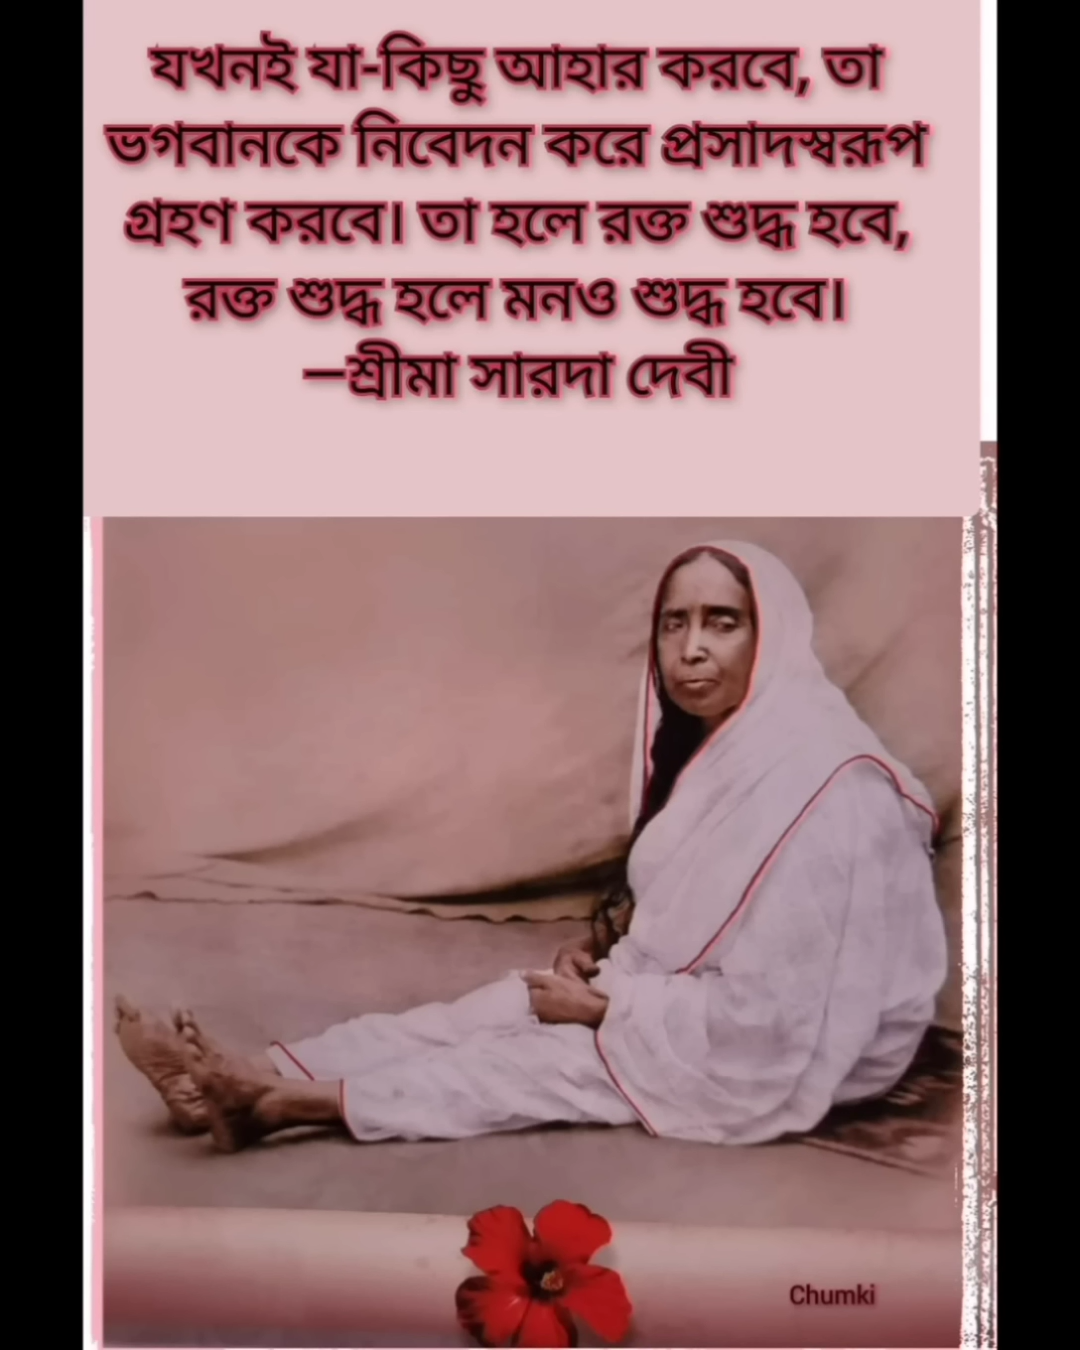 যখনই যা-কিছু আহার করবে, তা
ভগবানকে নিবেদন করে প্রসাদস্বরূপ
গ্রহণ করবে। তা হলে রক্ত শুদ্ধ হবে,
রক্ত শুদ্ধ হলে মনও শুদ্ধ হবে।
—শ্রীমা সারদা দেবী
Chumki